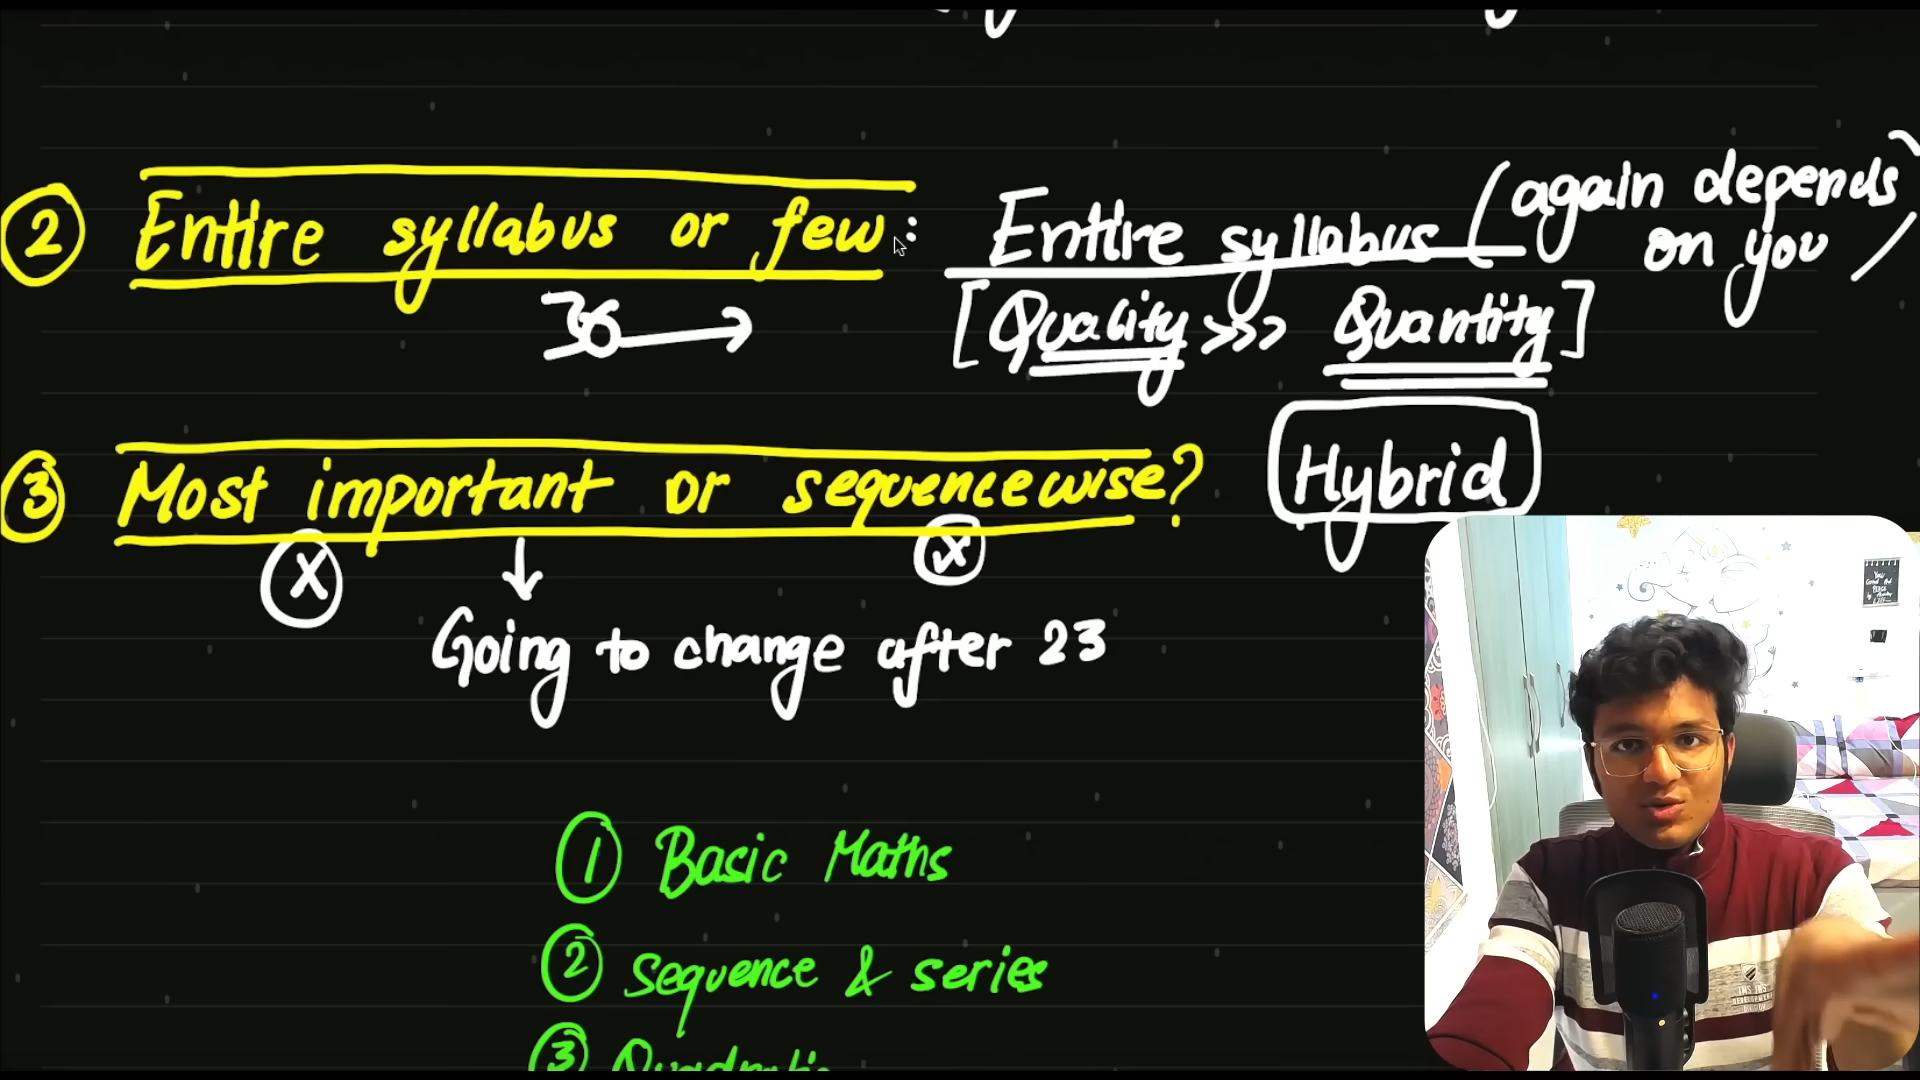 ② Entire syllabus or few : Entire syllabus (again depends on you)
36 → [Quality >>> Quantity]
③ Most important or sequencewise? Hybrid
X ↓ X
Going to change after 23
① Basic Maths
② Sequence & series
③